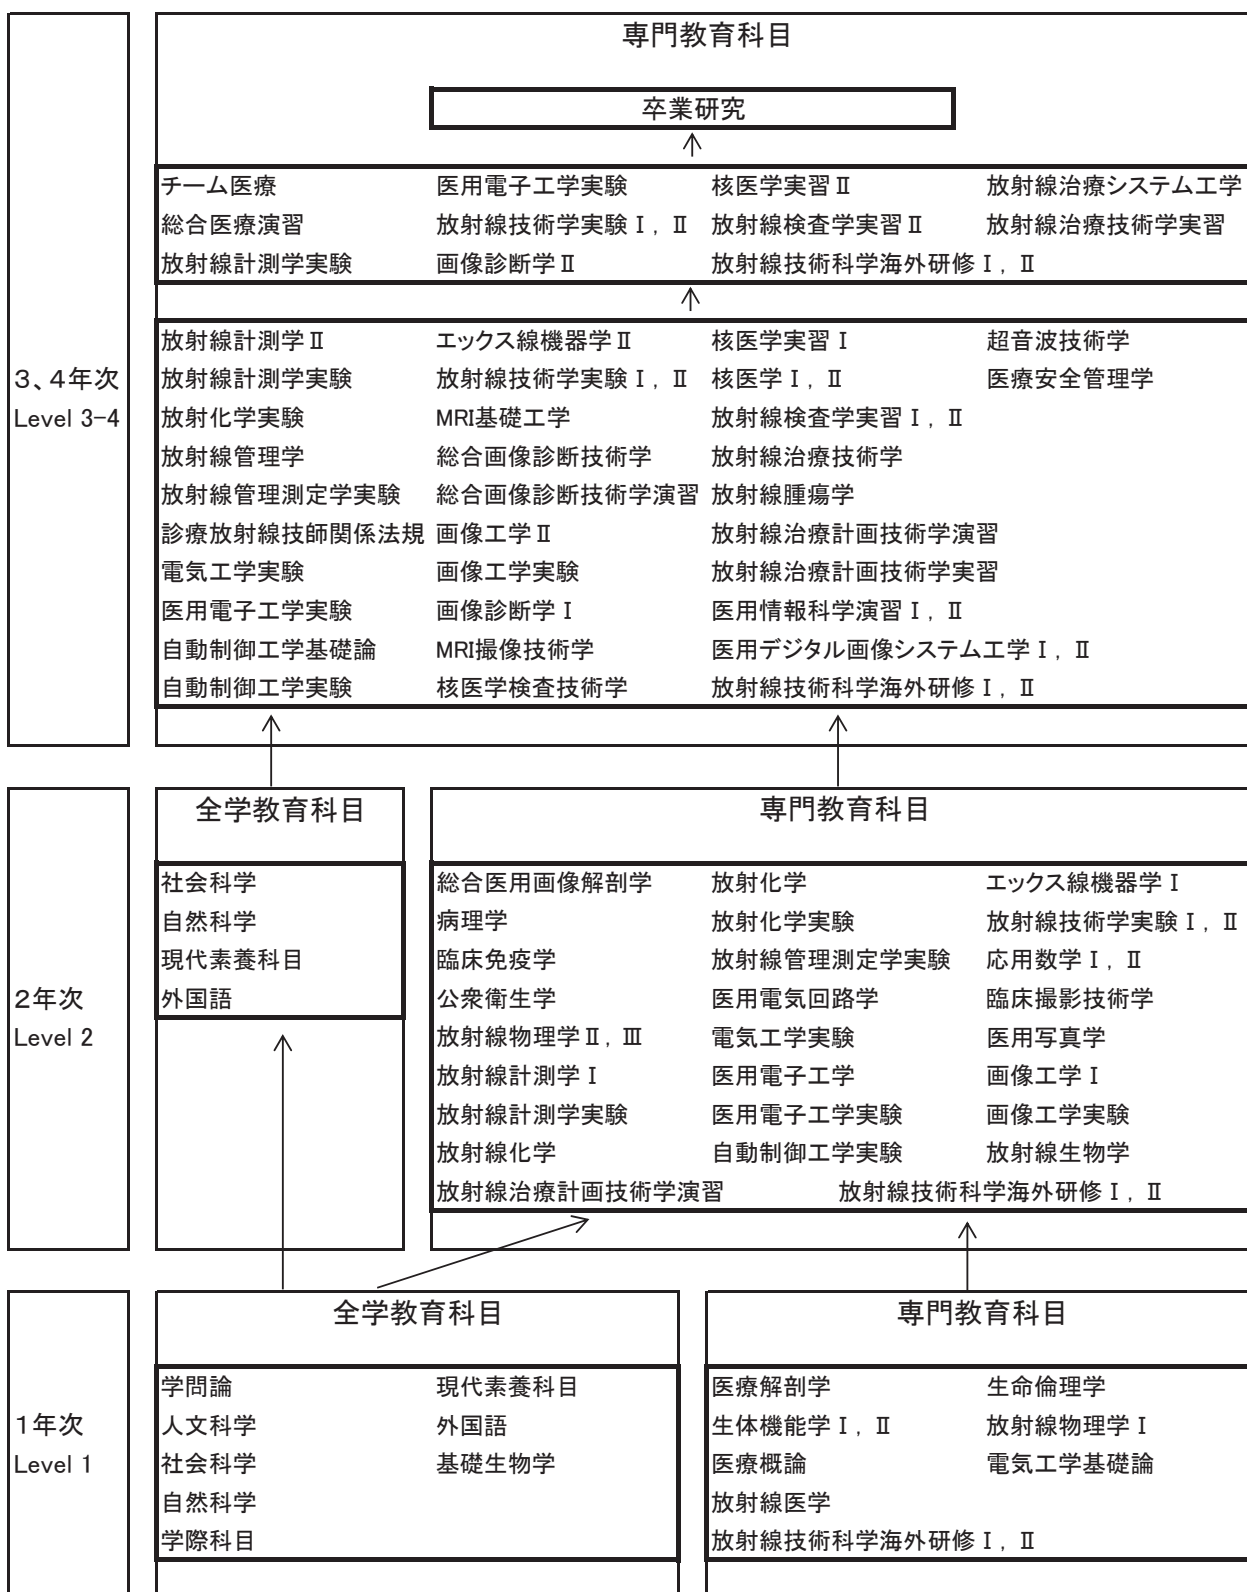 専門教育科目
卒業研究
チーム医療 医用電子工学実験 核医学実習Ⅱ 放射線治療システム工学
総合医療演習 放射線技術学実験Ⅰ，Ⅱ 放射線検査学実習Ⅱ 放射線治療技術学実習
放射線計測学実験 画像診断学Ⅱ 放射線技術科学海外研修Ⅰ，Ⅱ
3、4年次
Level 3-4
放射線計測学Ⅱ エックス線機器学Ⅱ 核医学実習Ⅰ 超音波技術学
放射線計測学実験 放射線技術学実験Ⅰ，Ⅱ 核医学Ⅰ，Ⅱ 医療安全管理学
放射化学実験 MRI基礎工学 放射線検査学実習Ⅰ，Ⅱ
放射線管理学 総合画像診断技術学 放射線治療技術学
放射線管理測定学実験 総合画像診断技術学演習 放射線腫瘍学
診療放射線技師関係法規 画像工学Ⅱ 放射線治療計画技術学演習
電気工学実験 画像工学実験 放射線治療計画技術学実習
医用電子工学実験 画像診断学Ⅰ 医用情報科学演習Ⅰ，Ⅱ
自動制御工学基礎論 MRI撮像技術学 医用デジタル画像システム工学Ⅰ，Ⅱ
自動制御工学実験 核医学検査技術学 放射線技術科学海外研修Ⅰ，Ⅱ
2年次
Level 2
全学教育科目
社会科学
自然科学
現代素養科目
外国語
専門教育科目
総合医用画像解剖学 放射化学 エックス線機器学Ⅰ
病理学 放射化学実験 放射線技術学実験Ⅰ，Ⅱ
臨床免疫学 放射線管理測定学実験 応用数学Ⅰ，Ⅱ
公衆衛生学 医用電気回路学 臨床撮影技術学
放射線物理学Ⅱ，Ⅲ 電気工学実験 医用写真学
放射線計測学Ⅰ 医用電子工学 画像工学Ⅰ
放射線計測学実験 医用電子工学実験 画像工学実験
放射線化学 自動制御工学実験 放射線生物学
放射線治療計画技術学演習 放射線技術科学海外研修Ⅰ，Ⅱ
1年次
Level 1
全学教育科目
学問論 現代素養科目
人文科学 外国語
社会科学 基礎生物学
自然科学
学際科目
専門教育科目
医療解剖学 生命倫理学
生体機能学Ⅰ，Ⅱ 放射線物理学Ⅰ
医療概論 電気工学基礎論
放射線医学
放射線技術科学海外研修Ⅰ，Ⅱ